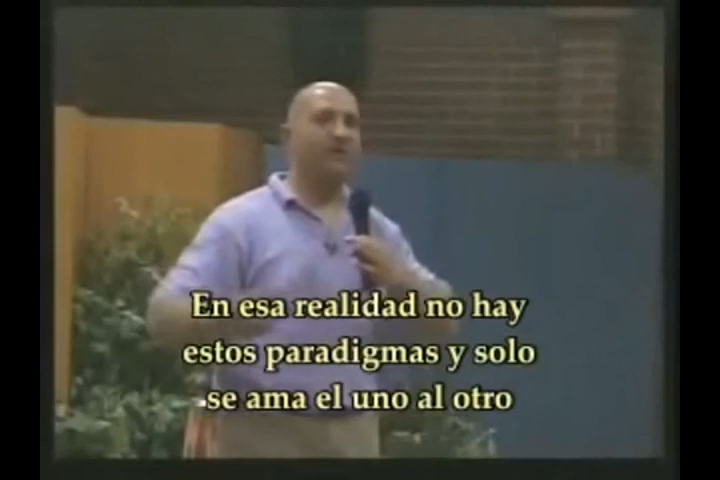 En esa realidad no hay
estos paradigmas y solo
se ama el uno al otro